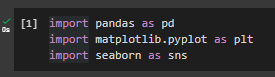 [1] import pandas as pd
0s import matplotlib.pyplot as plt
import seaborn as sns